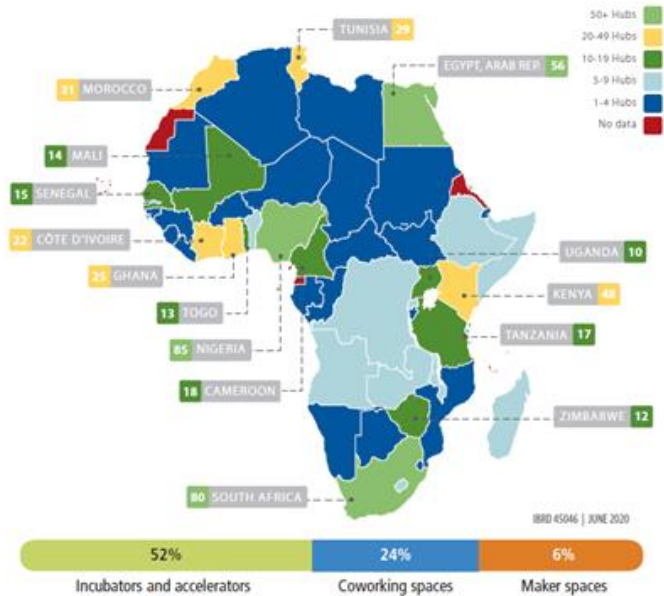 TUNISIA 29
50+ Hubs
20-49 Hubs
10-19 Hubs
5-9 Hubs
1-4 Hubs
No data
EGYPT, ARAB REP. 56
31 MOROCCO
14 MALI
15 SENEGAL
22 CÔTE D'IVOIRE
25 GHANA
13 TOGO
85 NIGERIA
18 CAMEROON
80 SOUTH AFRICA
UGANDA 10
KENYA 48
TANZANIA 17
ZIMBABWE 12
IBRD 45046 | JUNE 2020
52% 24% 6%
Incubators and accelerators Coworking spaces Maker spaces